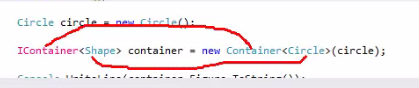 Circle circle = new Circle();
IContainer<Shape> container = new Container<Circle>(circle);
Console.WriteLine(container.Figure.ToString());